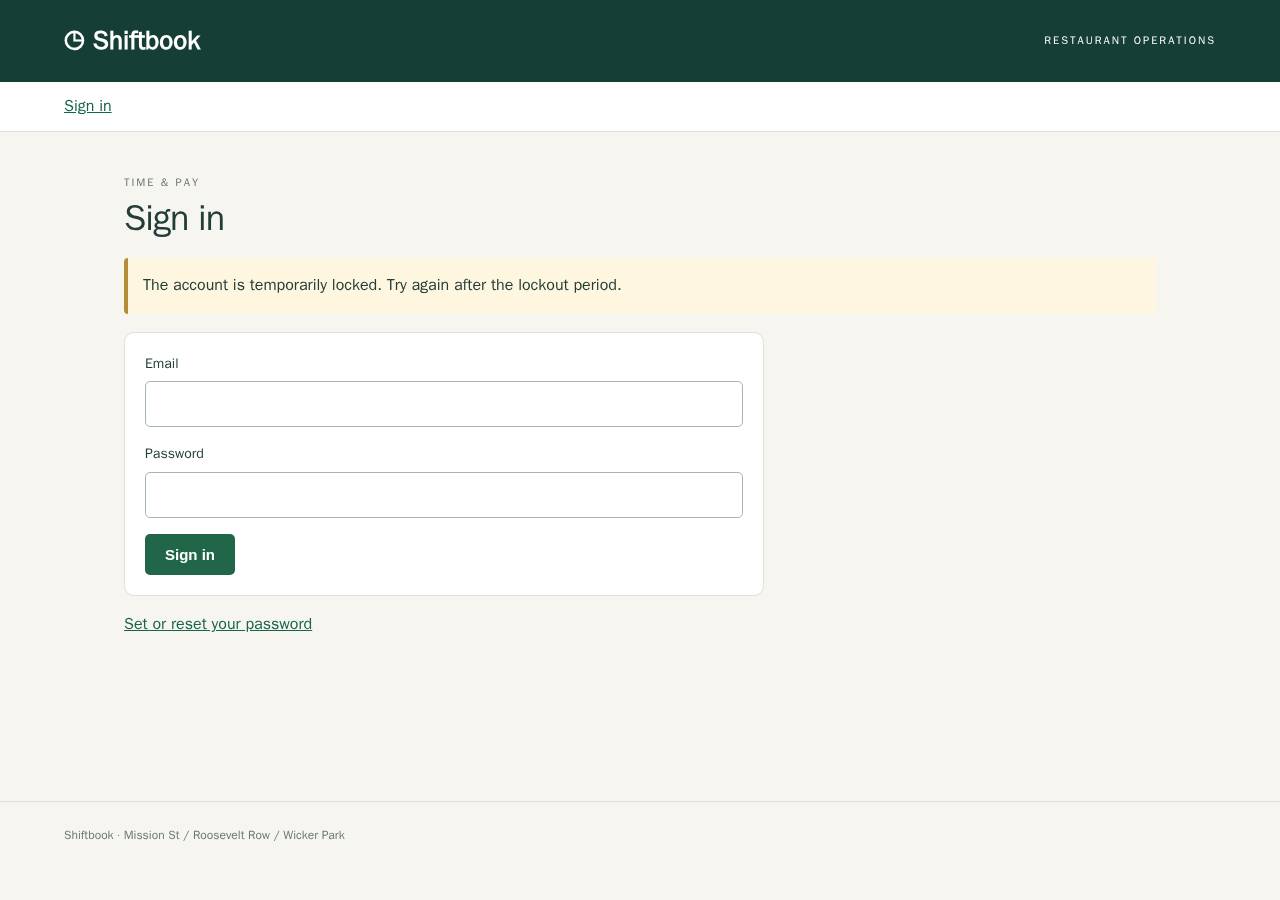 Shiftbook
RESTAURANT OPERATIONS
Sign in
TIME & PAY
Sign in
The account is temporarily locked. Try again after the lockout period.
Email
Password
Sign in
Set or reset your password
Shiftbook · Mission St / Roosevelt Row / Wicker Park